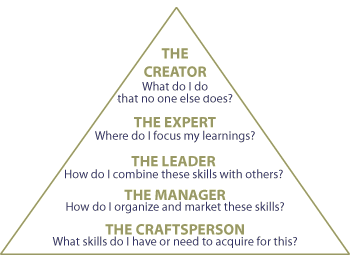 THE
CREATOR
What do I do
that no one else does?
THE EXPERT
Where do I focus my learnings?
THE LEADER
How do I combine these skills with others?
THE MANAGER
How do I organize and market these skills?
THE CRAFTSPERSON
What skills do I have or need to acquire for this?